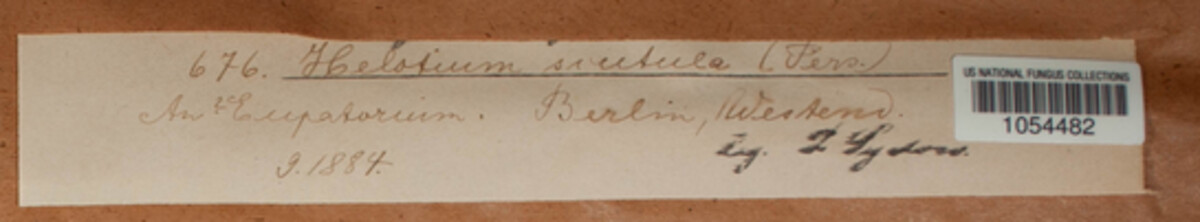 676. Helotium scutula (Pers.)
An Eupatorium. Berlin, Westend.
9.1884.
leg. P Sydow.
US NATIONAL FUNGUS COLLECTIONS
1054482